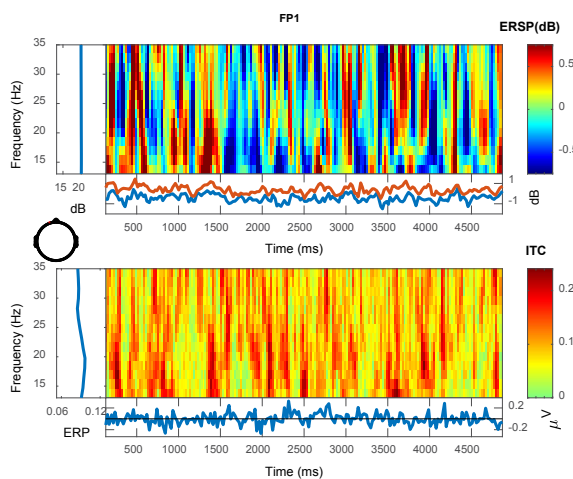 FP1
ERSP(dB)
35
30
25
20
15
Frequency (Hz)
0.5
0
-0.5
15 20
dB
1
-1
dB
500 1000 1500 2000 2500 3000 3500 4000 4500
Time (ms)
ITC
35
30
25
20
15
Frequency (Hz)
0.2
0.1
0
0.06 0.12
ERP
0.2
-0.2
μV
500 1000 1500 2000 2500 3000 3500 4000 4500
Time (ms)